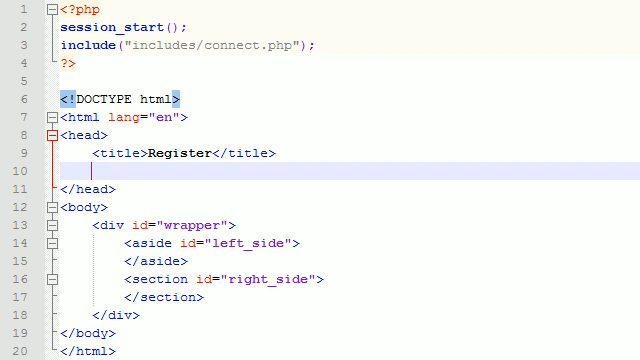 1 <?php
2 session_start();
3 include("includes/connect.php");
4 ?>
5
6 <!DOCTYPE html>
7 <html lang="en">
8 <head>
9 <title>Register</title>
10
11 </head>
12 <body>
13 <div id="wrapper">
14 <aside id="left_side">
15 </aside>
16 <section id="right_side">
17 </section>
18 </div>
19 </body>
20 </html>